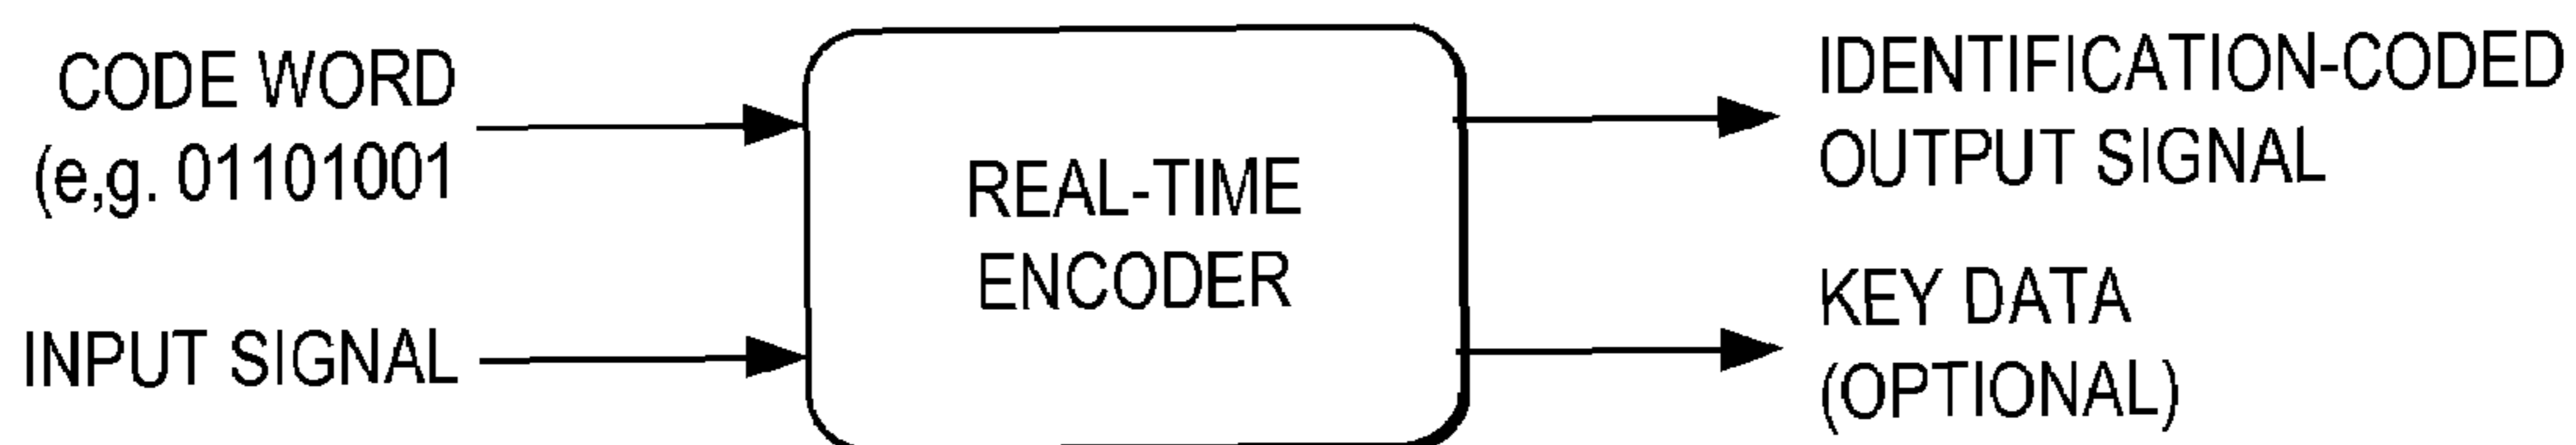 CODE WORD
(e,g. 01101001
INPUT SIGNAL
REAL-TIME
ENCODER
IDENTIFICATION-CODED
OUTPUT SIGNAL
KEY DATA
(OPTIONAL)